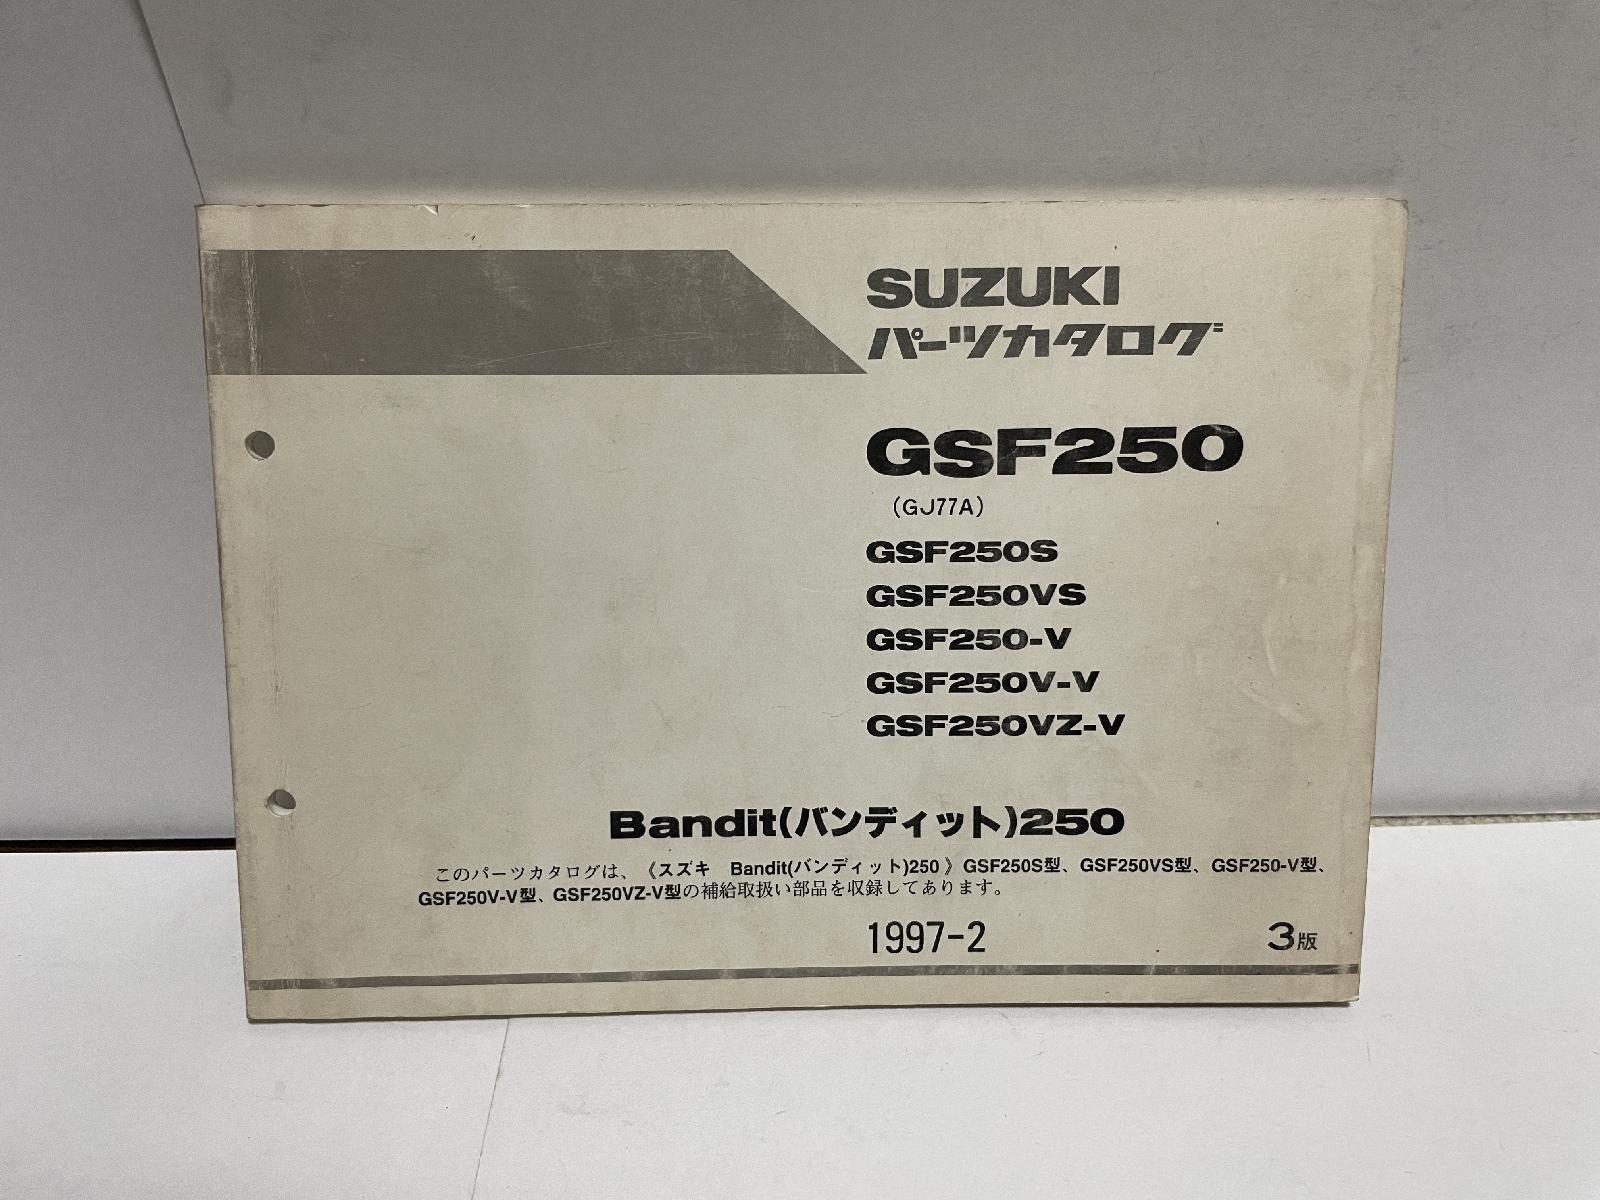 SUZUKI
パーツカタログ
GSF250
(GJ77A)
GSF250S
GSF250VS
GSF250-V
GSF250V-V
GSF250VZ-V
Bandit(バンディット)250
このパーツカタログは、《スズキ Bandit(バンディット)250》GSF250S型、GSF250VS型、GSF250-V型、
GSF250V-V型、GSF250VZ-V型の補給取扱い部品を収録してあります。
1997-2 3版